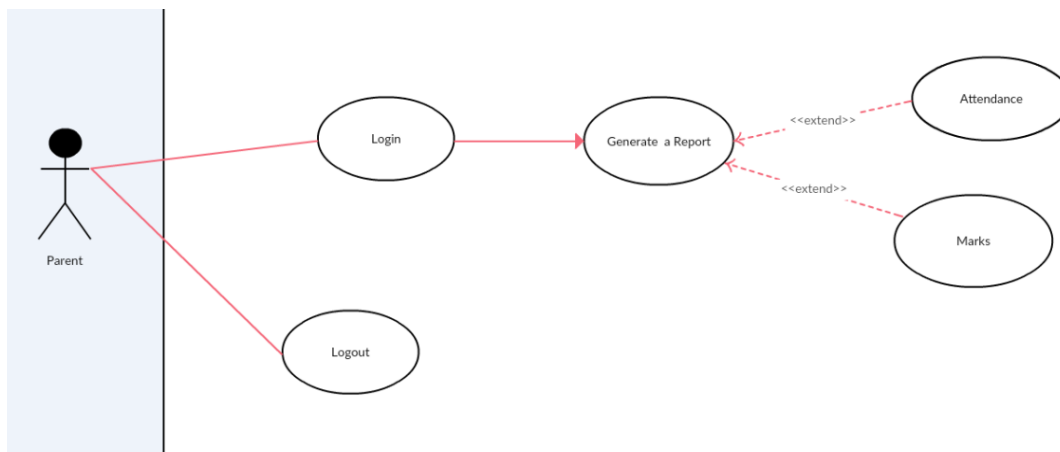 Attendance
<<extend>>
Login
Generate  a Report
<<extend>>
Marks
Parent
Logout